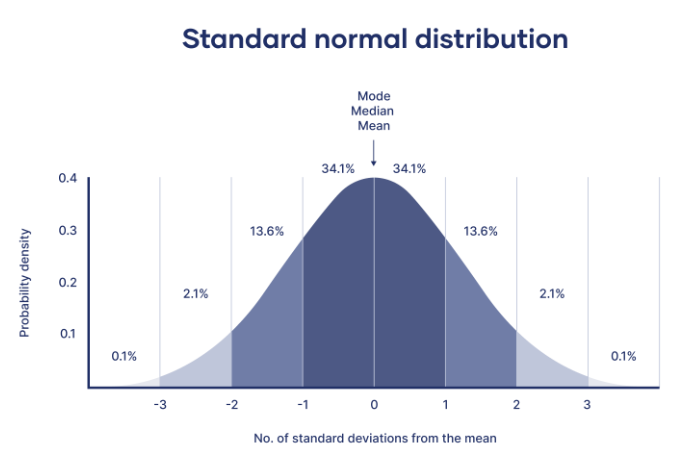 Standard normal distribution
Mode
Median
Mean
34.1% 34.1%
0.4
0.3
13.6% 13.6%
0.2
2.1% 2.1%
0.1
0.1% 0.1%
Probability density
-3 -2 -1 0 1 2 3
No. of standard deviations from the mean